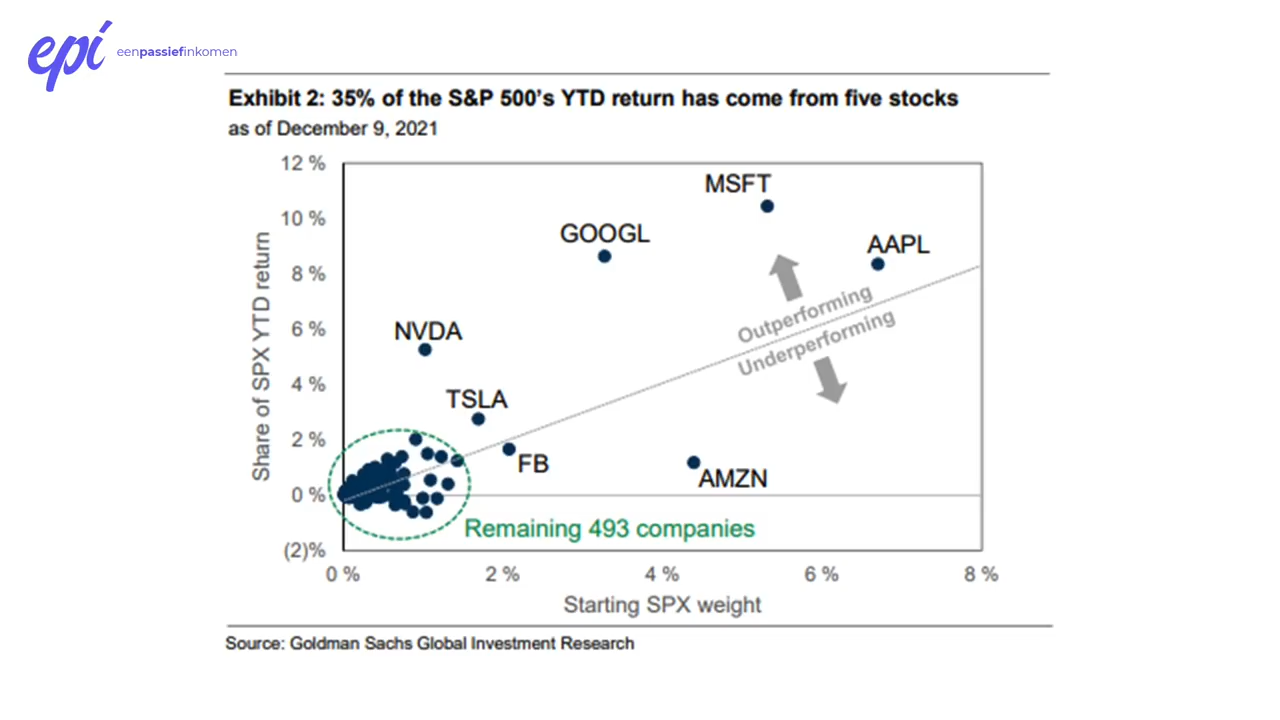 epi eenpassiefinkomen
Exhibit 2: 35% of the S&P 500's YTD return has come from five stocks
as of December 9, 2021
12 %
10 %
8 %
6 %
4 %
2 %
0 %
(2)%
Share of SPX YTD return
MSFT
GOOGL
AAPL
NVDA
TSLA
FB
AMZN
Outperforming
Underperforming
Remaining 493 companies
0 %
2 %
4 %
6 %
8 %
Starting SPX weight
Source: Goldman Sachs Global Investment Research